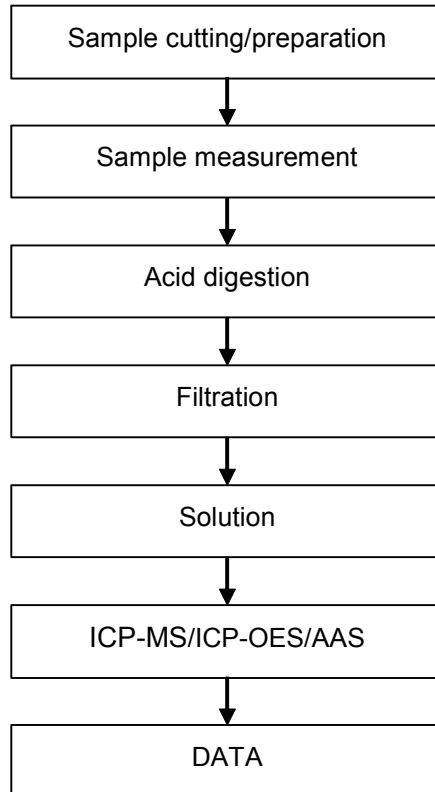 Sample cutting/preparation
Sample measurement
Acid digestion
Filtration
Solution
ICP-MS/ICP-OES/AAS
DATA